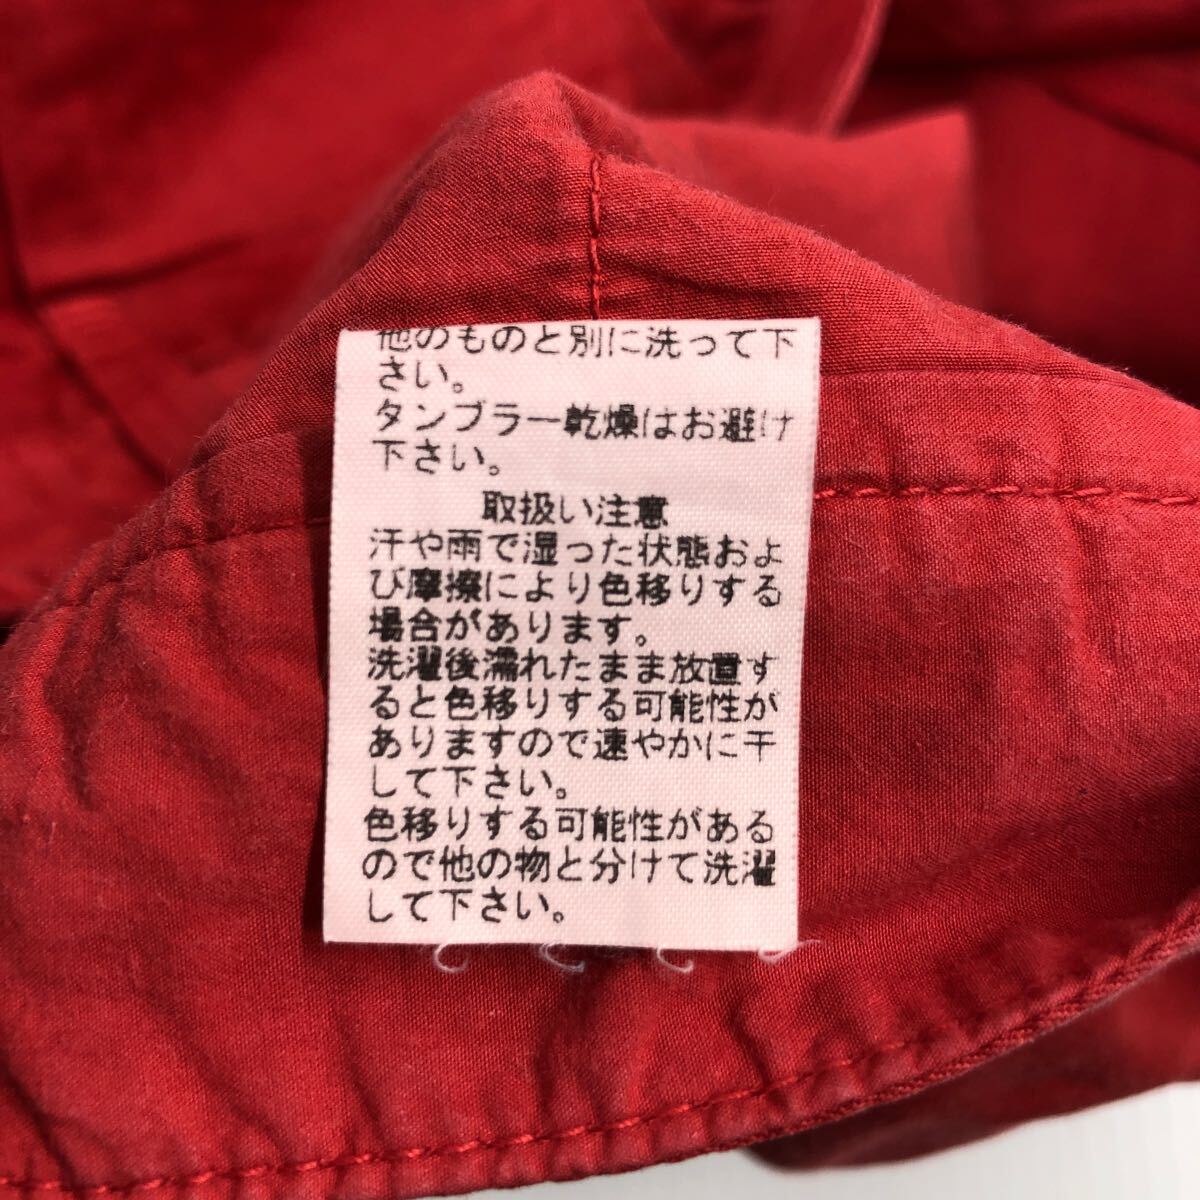 他のものと別に洗って下
さい。
タンブラー乾燥はお避け
下さい。
取扱い注意
汗や雨で湿った状態およ
び摩擦により色移りする
場合があります。
洗濯後濡れたまま放置す
ると色移りする可能性が
ありますので速やかに干
して下さい。
色移りする可能性がある
ので他の物と分けて洗濯
して下さい。